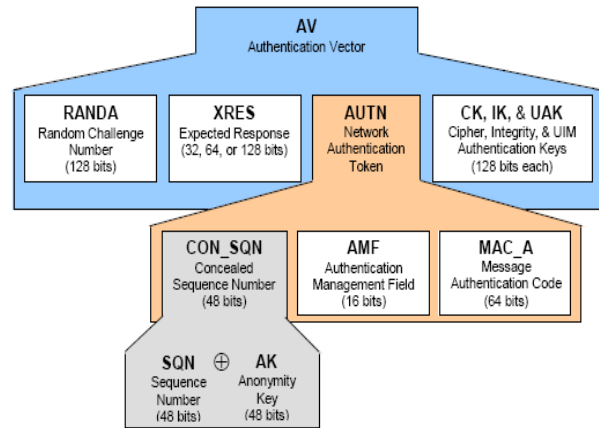 AV
Authentication Vector
RANDA
Random Challenge
Number
(128 bits)
XRES
Expected Response
(32, 64, or 128 bits)
AUTN
Network
Authentication
Token
CK, IK, & UAK
Cipher, Integrity, & UIM
Authentication Keys
(128 bits each)
CON_SQN
Concealed
Sequence Number
(48 bits)
AMF
Authentication
Management Field
(16 bits)
MAC_A
Message
Authentication Code
(64 bits)
SQN ⊕ AK
Sequence
Number
(48 bits)
Anonymity
Key
(48 bits)